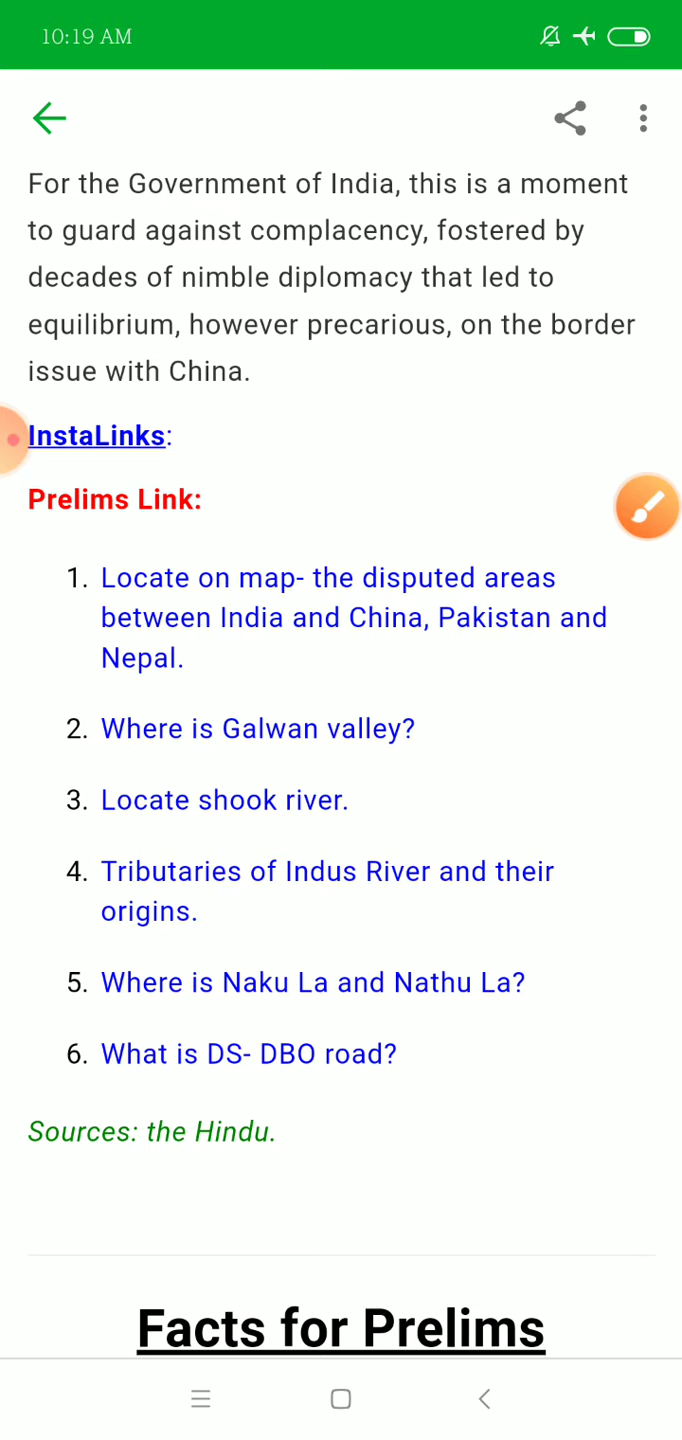 10:19 AM
For the Government of India, this is a moment
to guard against complacency, fostered by
decades of nimble diplomacy that led to
equilibrium, however precarious, on the border
issue with China.
InstaLinks:
Prelims Link:
1. Locate on map- the disputed areas
between India and China, Pakistan and
Nepal.
2. Where is Galwan valley?
3. Locate shook river.
4. Tributaries of Indus River and their
origins.
5. Where is Naku La and Nathu La?
6. What is DS- DBO road?
Sources: the Hindu.
Facts for Prelims